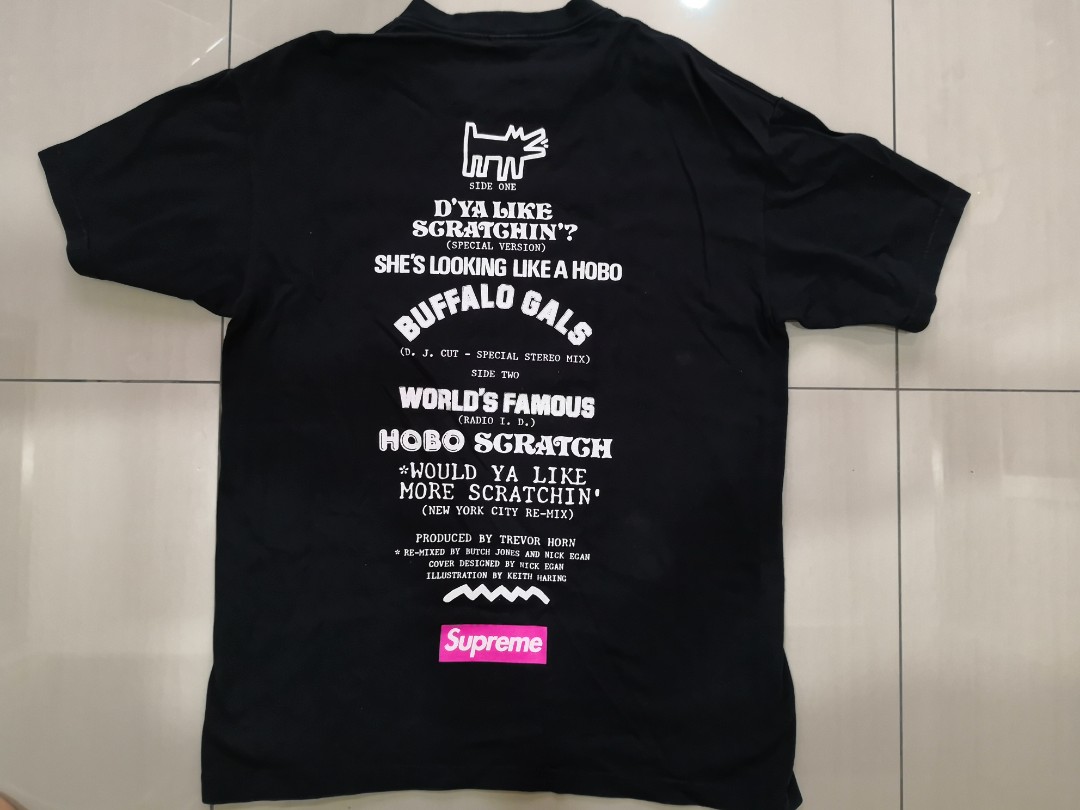 SIDE ONE
D'YA LIKE
SCRATCHIN'?
(SPECIAL VERSION)
SHE'S LOOKING LIKE A HOBO
BUFFALO GALS
(D. J. CUT - SPECIAL STEREO MIX)
SIDE TWO
WORLD'S FAMOUS
(RADIO I. D.)
HOBO SCRATCH
*WOULD YA LIKE
MORE SCRATCHIN'
(NEW YORK CITY RE-MIX)
PRODUCED BY TREVOR HORN
* RE-MIXED BY BUTCH JONES AND NICK EGAN
COVER DESIGNED BY NICK EGAN
ILLUSTRATION BY KEITH HARING
Supreme